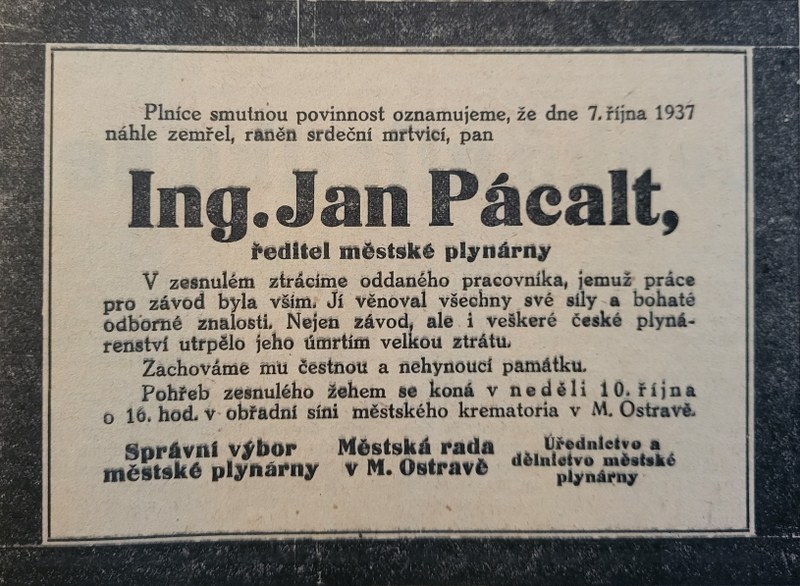 Plníce smutnou povinnost oznamujeme, že dne 7. října 1937
náhle zemřel, raněn srdeční mrtvicí, pan
Ing. Jan Pácalt,
ředitel městské plynárny
V zesnulém ztrácíme oddaného pracovníka, jemuž práce
pro závod byla vším. Jí věnoval všechny své síly a bohaté
odborné znalosti. Nejen závod, ale i veškeré české plyná-
renství utrpělo jeho úmrtím velkou ztrátu.
Zachováme mu čestnou a nehynoucí památku.
Pohřeb zesnulého žehem se koná v neděli 10. října
o 16. hod. v obřadní síni městského krematoria v M. Ostravě.
Správní výbor
městské plynárny
Městská rada
v M. Ostravě
Úřednictvo a
dělnictvo městské
plynárny